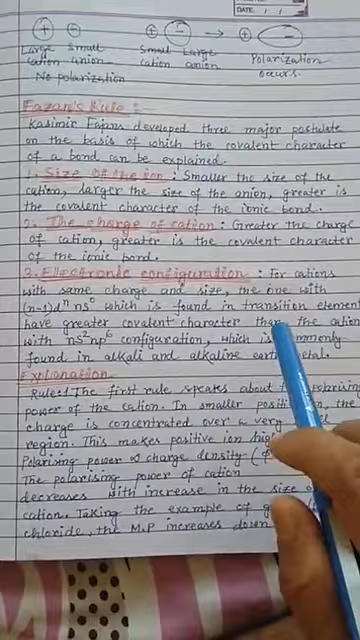 DATE / /
+ - + - → + -
Large Small Small Large Polarization
Cation anion cation anion occurs.
No polarization
Fazan's Rule :-
Kasimir Fajans developed three major postulate
on the basis of which the covalent character
of a bond can be explained.
1. Size of the ion : Smaller the size of the
cation, larger the size of the anion, greater is
the covalent character of the ionic bond.
2. The charge of cation : Greater the charge
of cation, greater is the covalent character
of the ionic bond.
3. Electronic configuration : For cations
with same charge and size, the one with
(n-1)dⁿ ns⁰ which is found in transition elemen
have greater covalent character than the cation
with ns²np⁶ configuration, which is commonly
found in alkali and alkaline earth metal.
Explanation
Rule:1 The first rule speaks about the polarizin
power of the cation. In smaller the
charge is concentrated over a very
region. This makes positive ion
Polarising power ∝ charge density (
The polarising power of cation
decreases with increase in the size
cation. Taking the example of
chloride, the M.P increases down